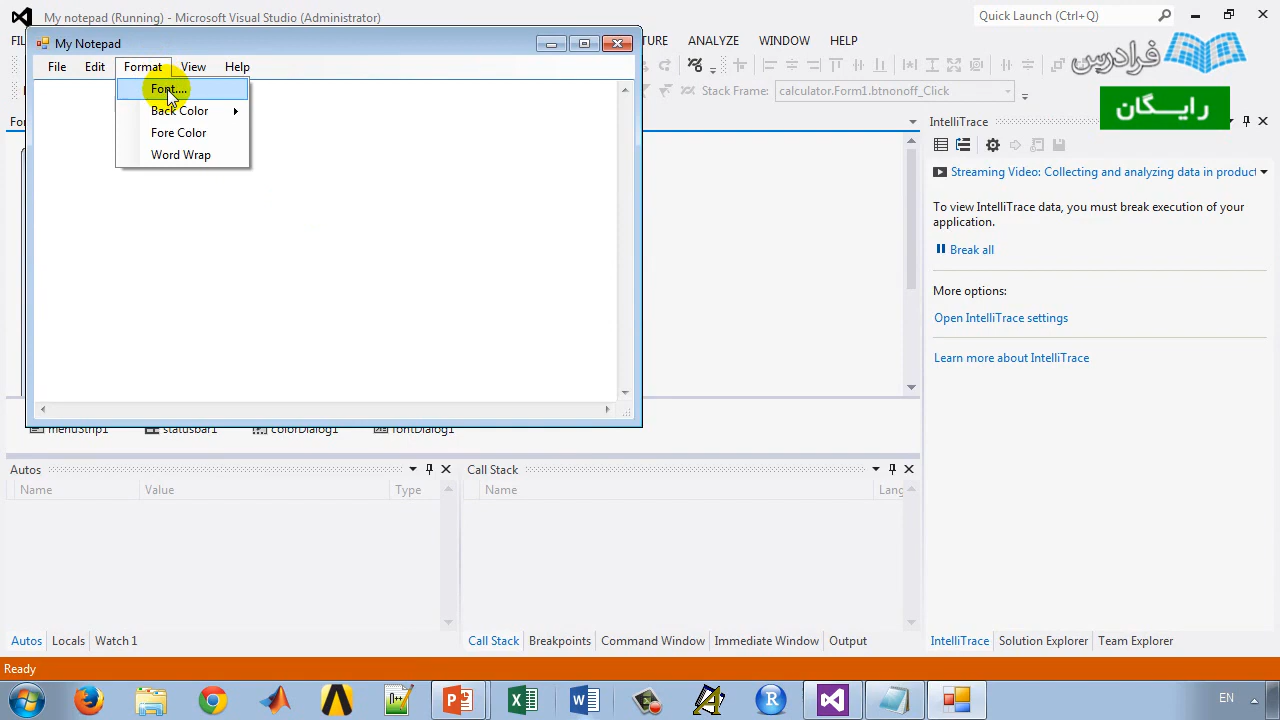 My notepad (Running) - Microsoft Visual Studio (Administrator)
Quick Launch (Ctrl+Q)
ANALYZE
WINDOW
HELP
My Notepad
File
Edit
Format
View
Help
Font....
Back Color
Fore Color
Word Wrap
فرادرس
رایگان
Stack Frame:
calculator.Form1.btnonoff_Click
IntelliTrace
Streaming Video: Collecting and analyzing data in product
To view IntelliTrace data, you must break execution of your
application.
Break all
More options:
Open IntelliTrace settings
Learn more about IntelliTrace
menuStrip1
statusbar1
colorDialog1
fontDialog1
Autos
Name
Value
Type
Call Stack
Name
Lang
Autos
Locals
Watch 1
Call Stack
Breakpoints
Command Window
Immediate Window
Output
IntelliTrace
Solution Explorer
Team Explorer
Ready
EN